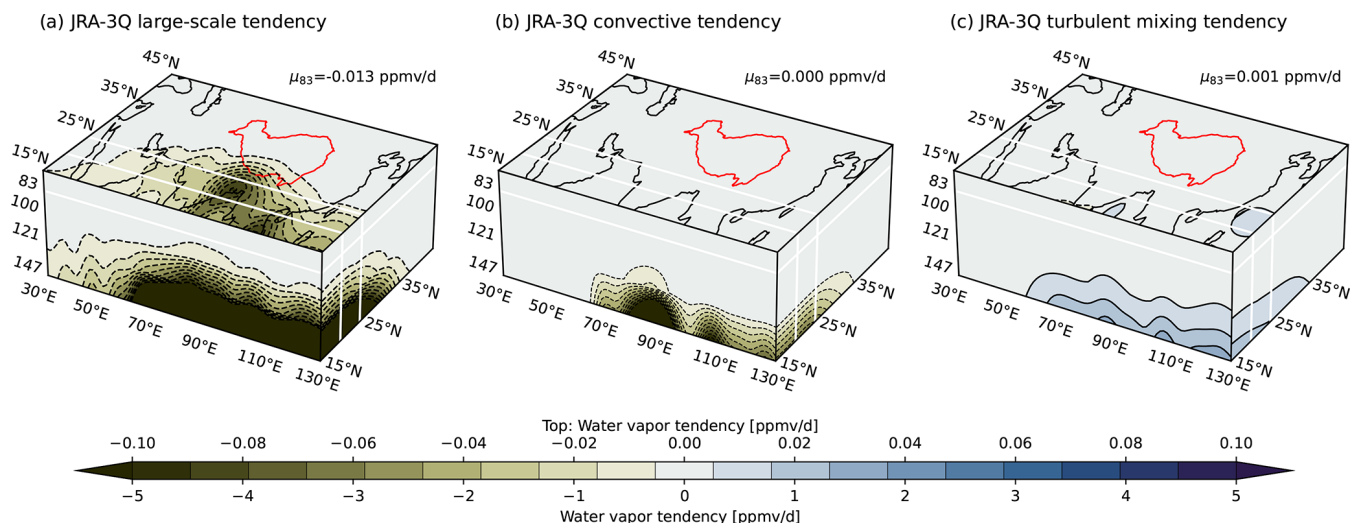 (a) JRA-3Q large-scale tendency
(b) JRA-3Q convective tendency
(c) JRA-3Q turbulent mixing tendency
45°N
μ83=-0.013 ppmv/d
35°N
25°N
15°N
83
100
121
147
30°E
50°E
70°E
90°E
110°E
130°E
15°N
25°N
35°N
45°N
μ83=0.000 ppmv/d
35°N
25°N
15°N
83
100
121
147
30°E
50°E
70°E
90°E
110°E
130°E
15°N
25°N
35°N
45°N
μ83=0.001 ppmv/d
35°N
25°N
15°N
83
100
121
147
30°E
50°E
70°E
90°E
110°E
130°E
15°N
25°N
35°N
Top: Water vapor tendency [ppmv/d]
−0.10 −0.08 −0.06 −0.04 −0.02 0.00 0.02 0.04 0.06 0.08 0.10
−5 −4 −3 −2 −1 0 1 2 3 4 5
Water vapor tendency [ppmv/d]